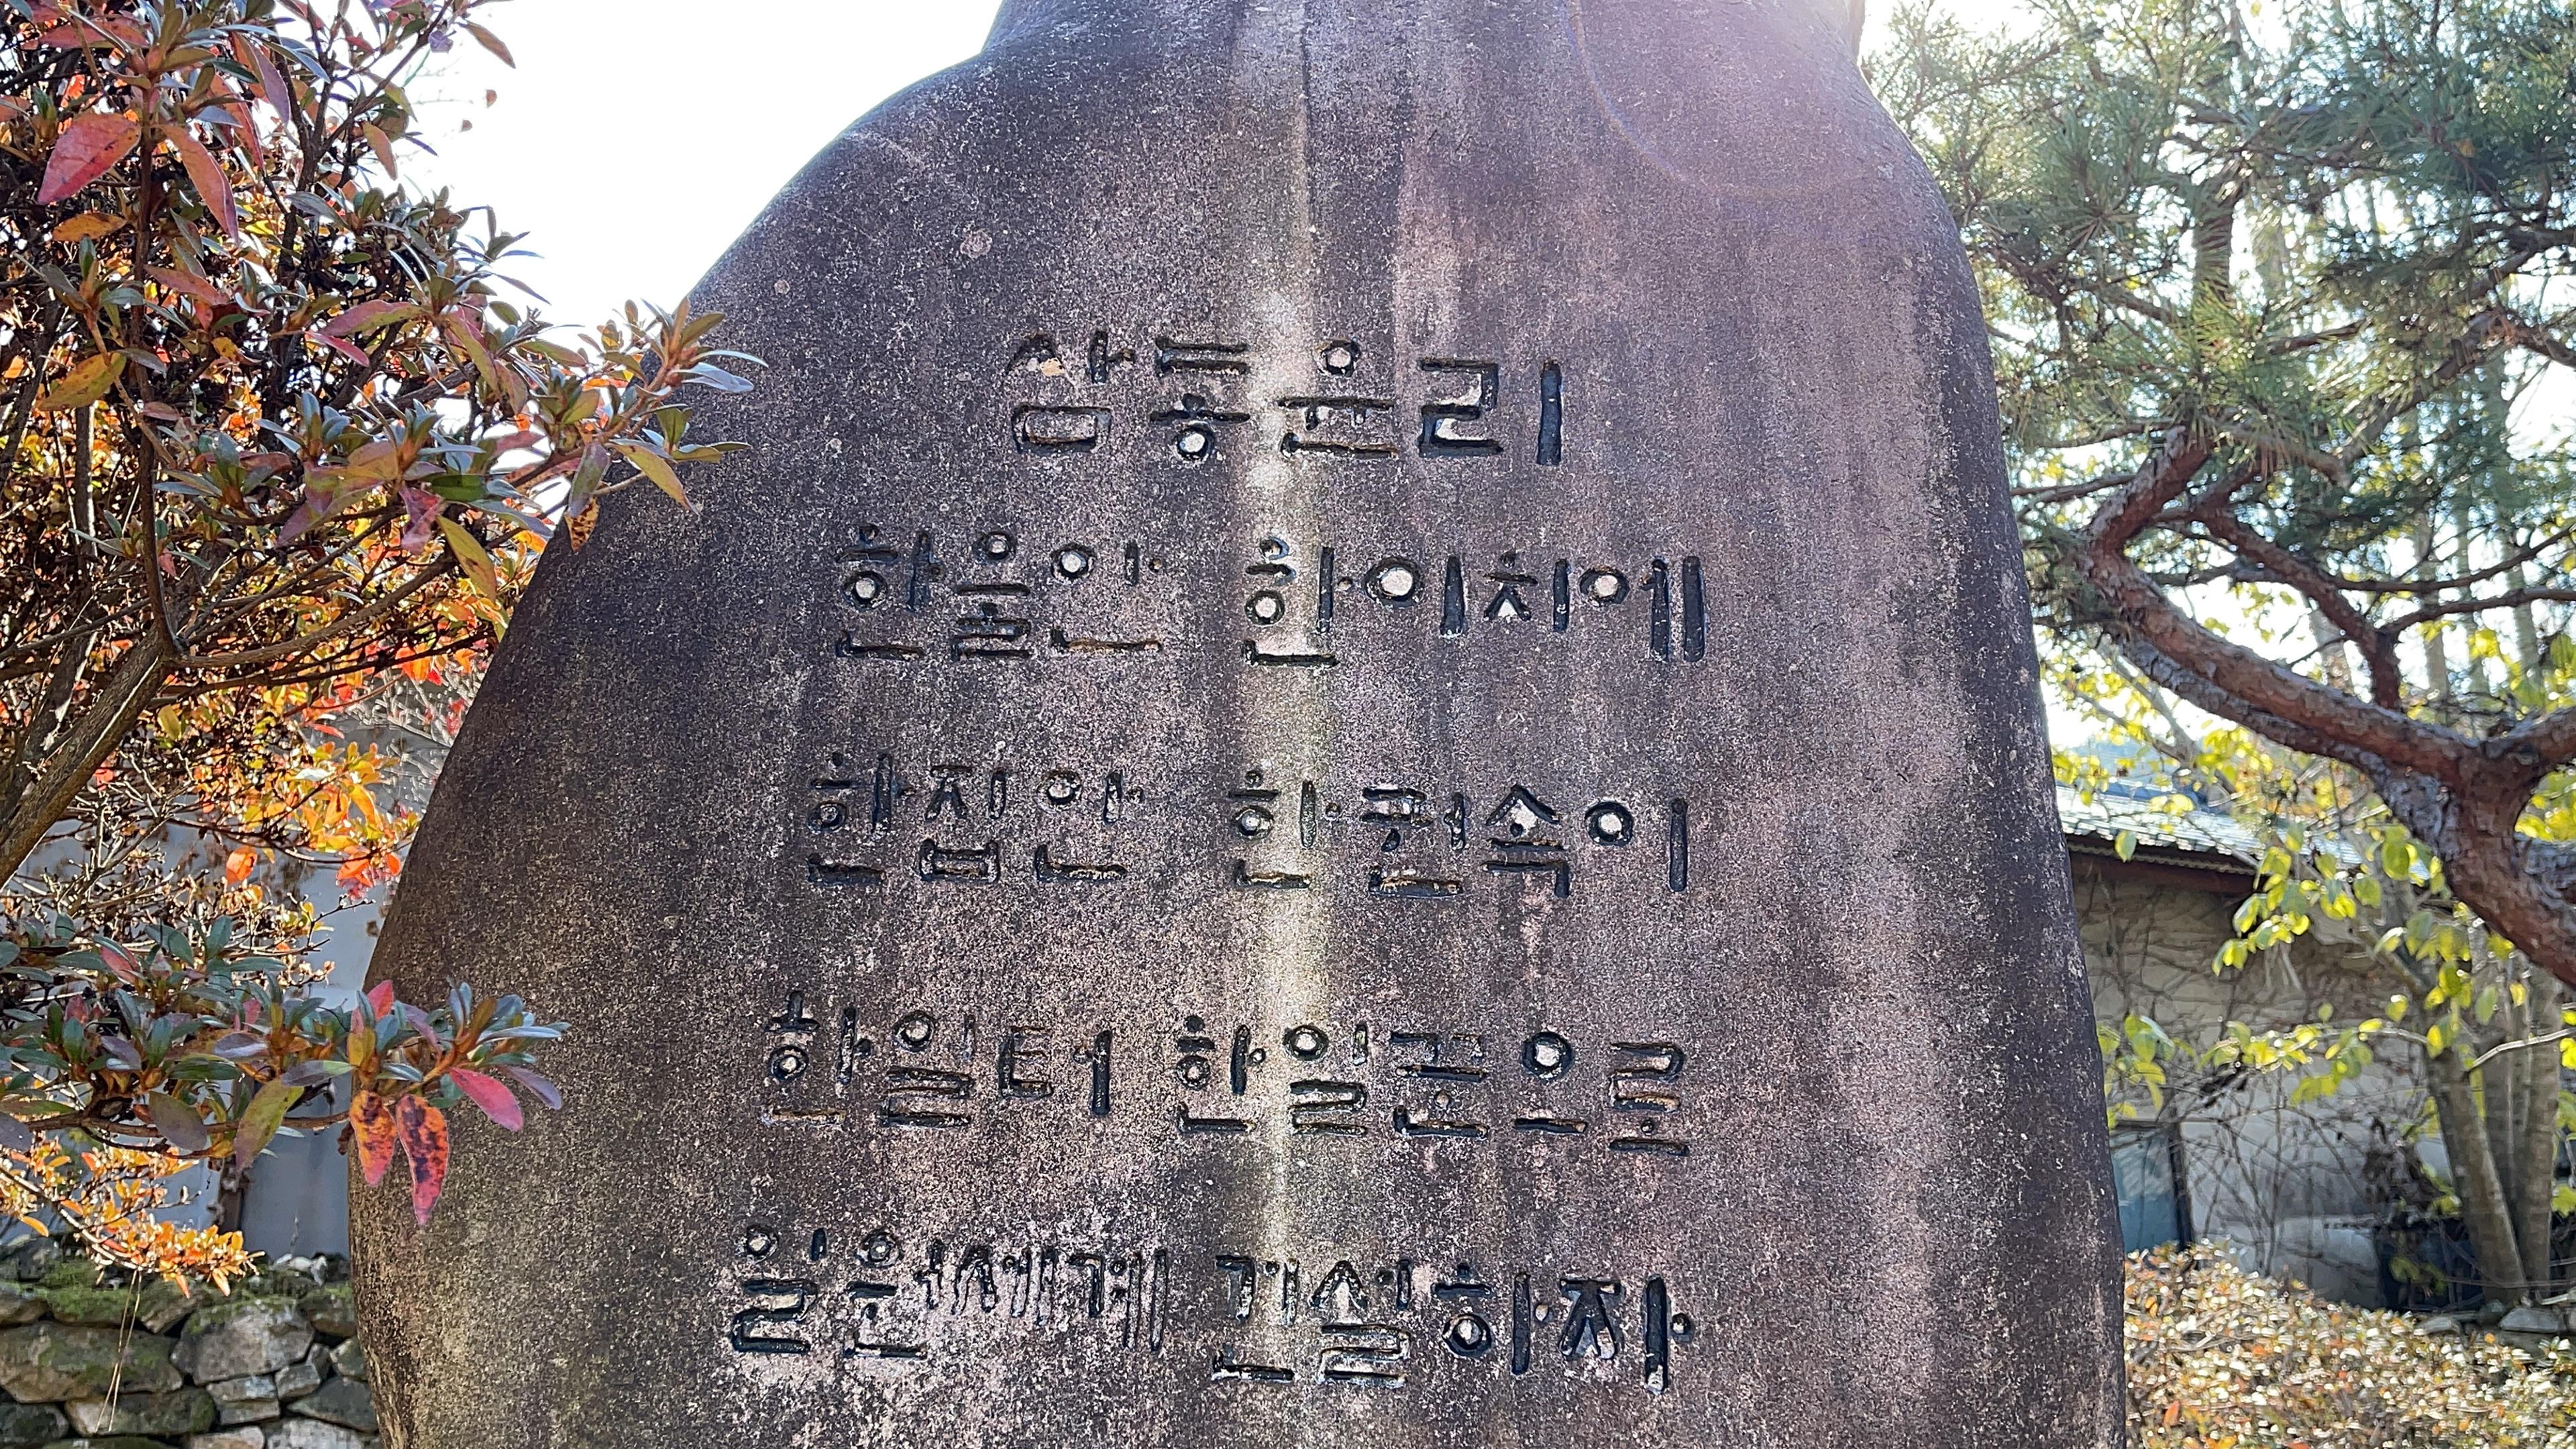 삼동윤리
한울안 한이치에
한집안 한권속이
한일터 한일꾼으로
일원세계 건설하자